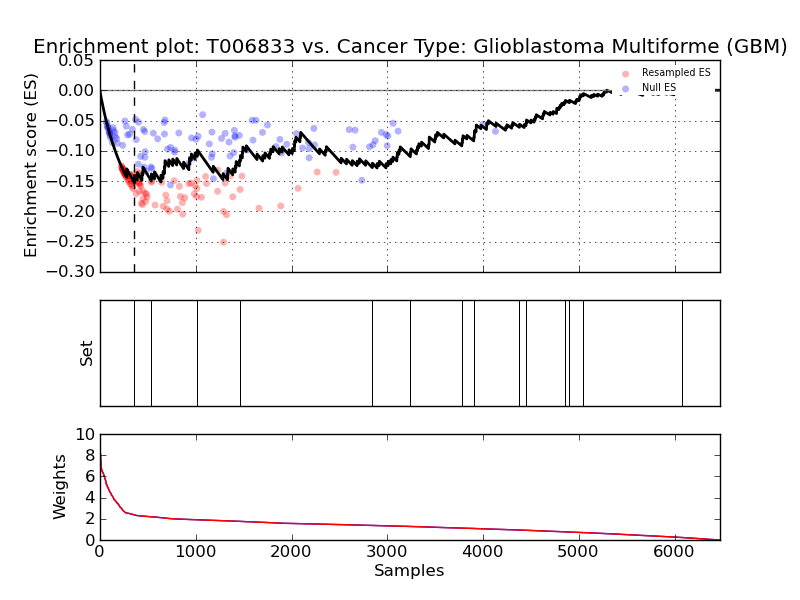 Enrichment plot: T006833 vs. Cancer Type: Glioblastoma Multiforme (GBM)
0.05
0.00
−0.05
−0.10
−0.15
−0.20
−0.25
−0.30
Enrichment score (ES)
Resampled ES
Null ES
Set
10
8
6
4
2
0
Weights
0 1000 2000 3000 4000 5000 6000
Samples